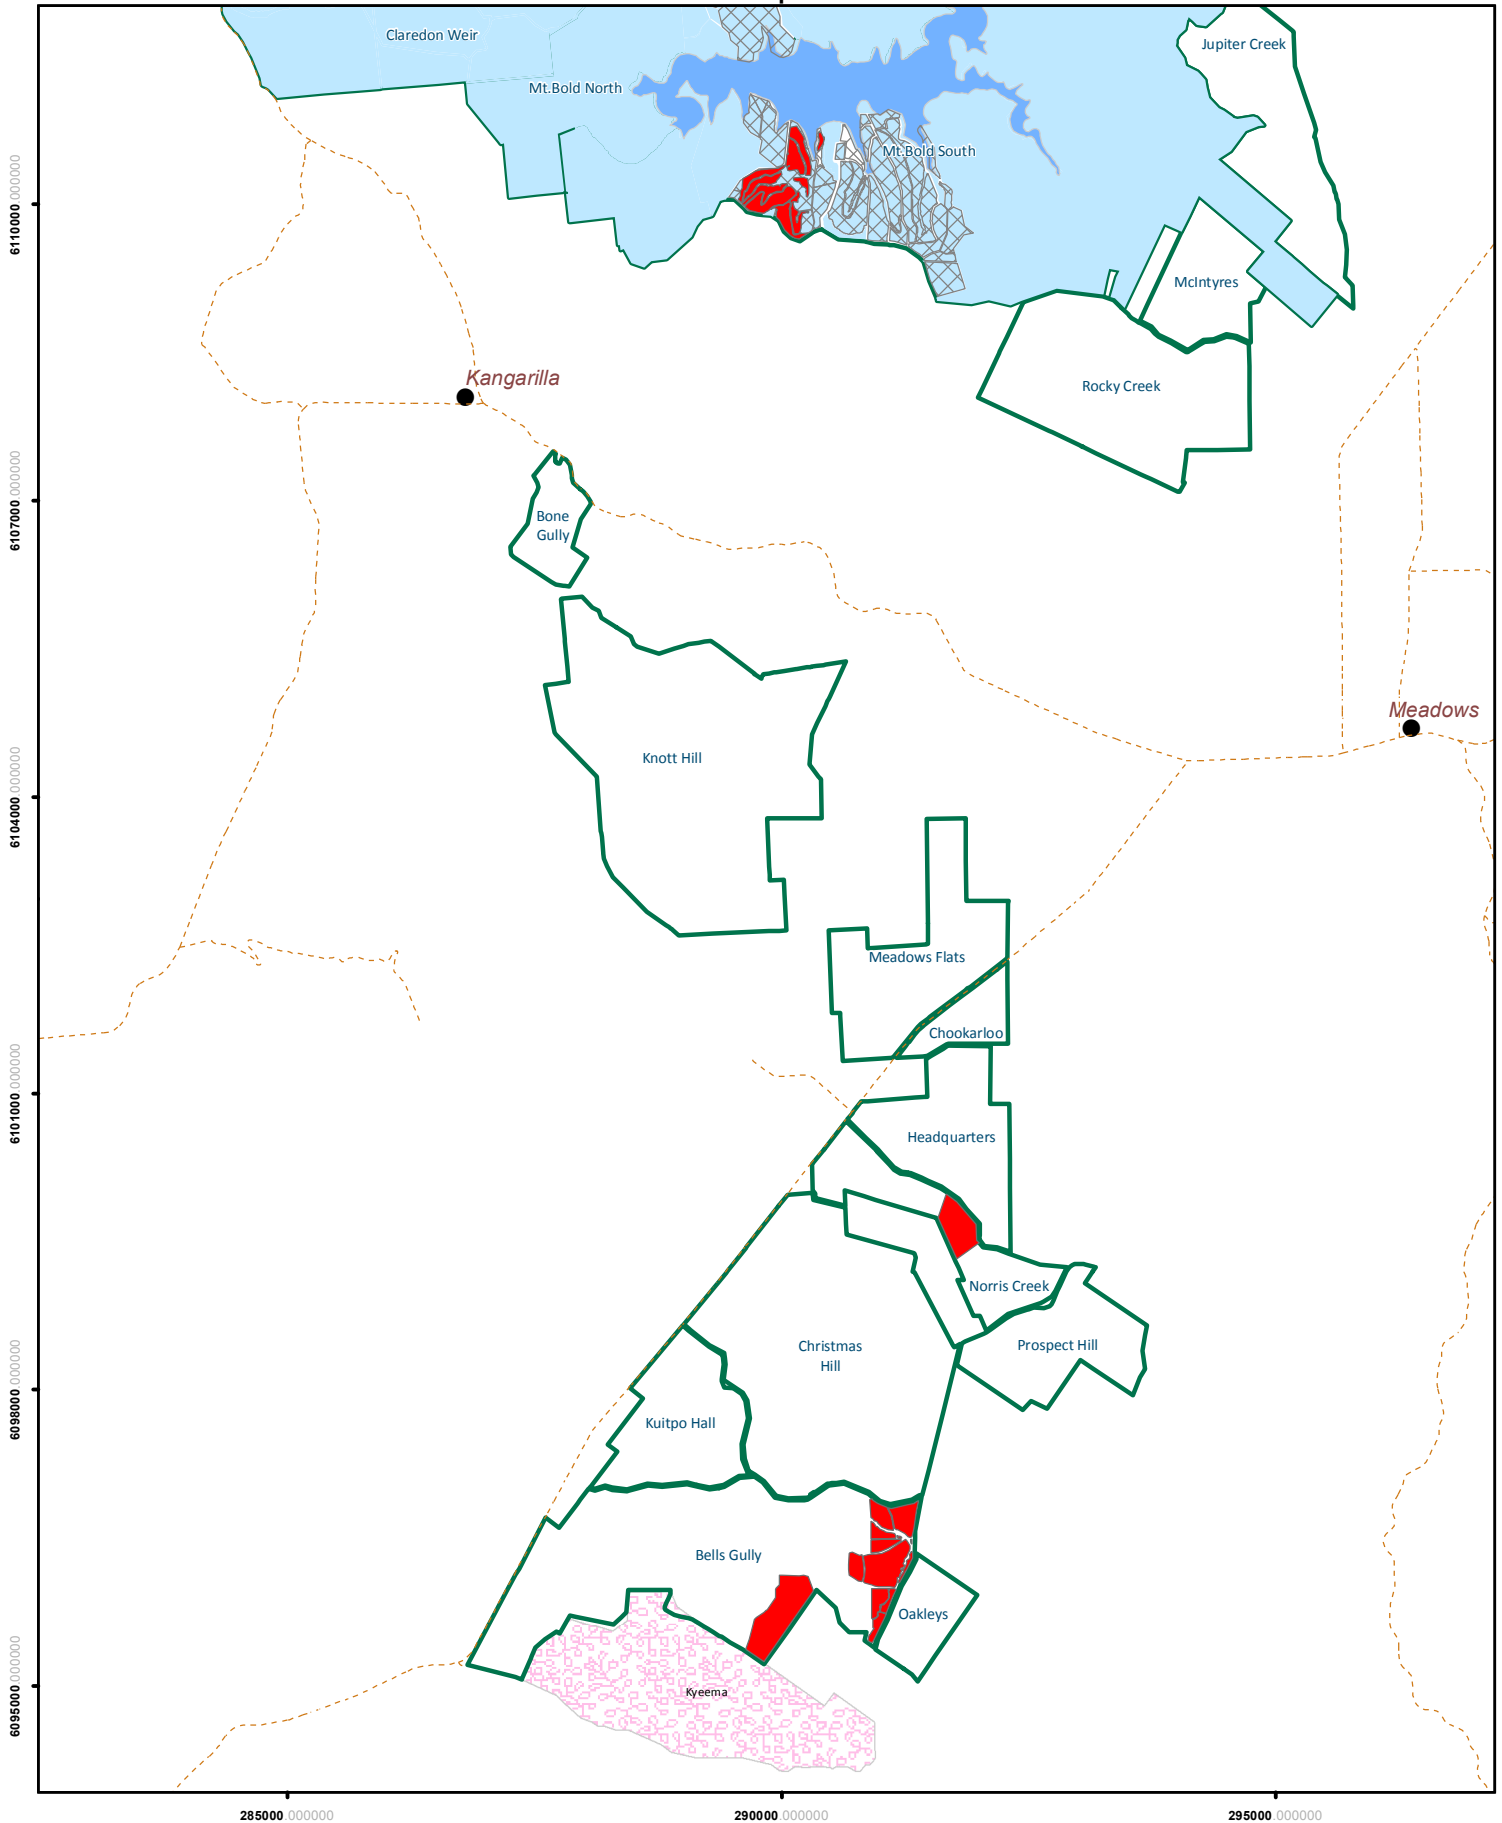 Claredon Weir
Jupiter Creek
Mt.Bold North
Mt.Bold South
6110000.000000
McIntyres
Kangarilla
Rocky Creek
6107000.000000
Bone
Gully
Meadows
Knott Hill
6104000.000000
Meadows Flats
Chookarloo
6101000.000000
Headquarters
Norris Creek
Christmas
Hill
Prospect Hill
6098000.000000
Kuitpo Hall
Bells Gully
Oakleys
6095000.000000
Kyeema
285000.000000
290000.000000
295000.000000